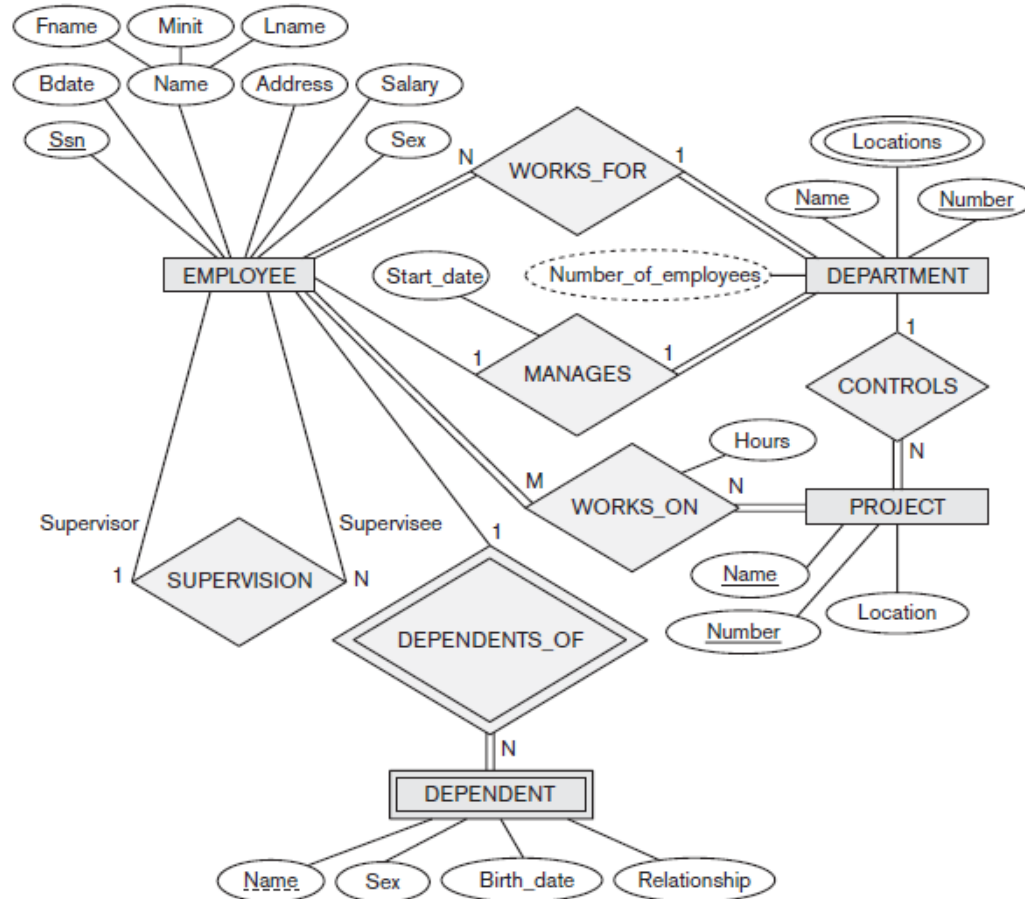 Fname Minit Lname
Bdate Name Address Salary
Ssn Sex
N WORKS_FOR 1
Locations
Name Number
EMPLOYEE
Start_date
Number_of_employees
DEPARTMENT
1 MANAGES 1
1
CONTROLS
N
Hours
M WORKS_ON N
PROJECT
Supervisor Supervisee
1 SUPERVISION N
1
Name
Number
Location
DEPENDENTS_OF
N
DEPENDENT
Name Sex Birth_date Relationship